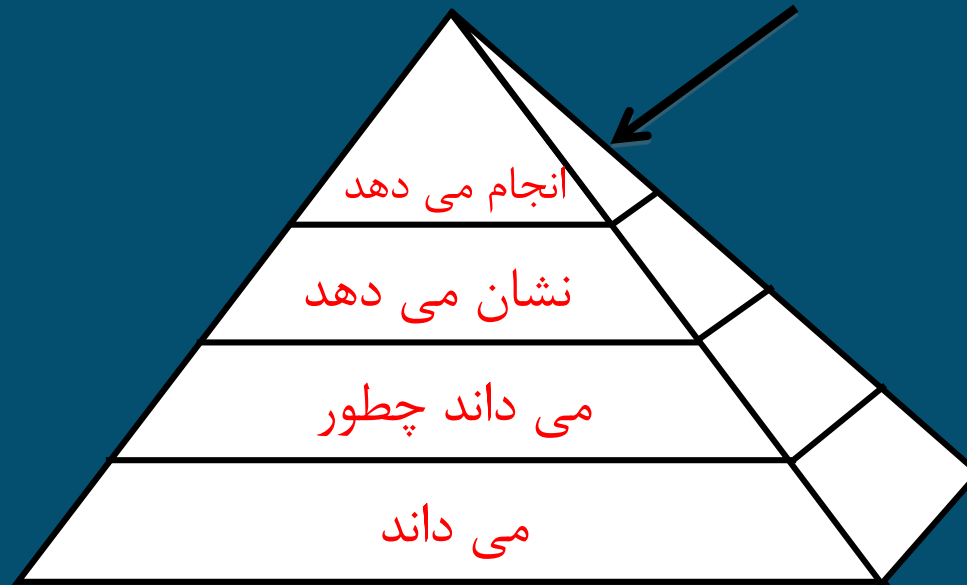 انجام می دهد
نشان می دهد
می داند چطور
می داند